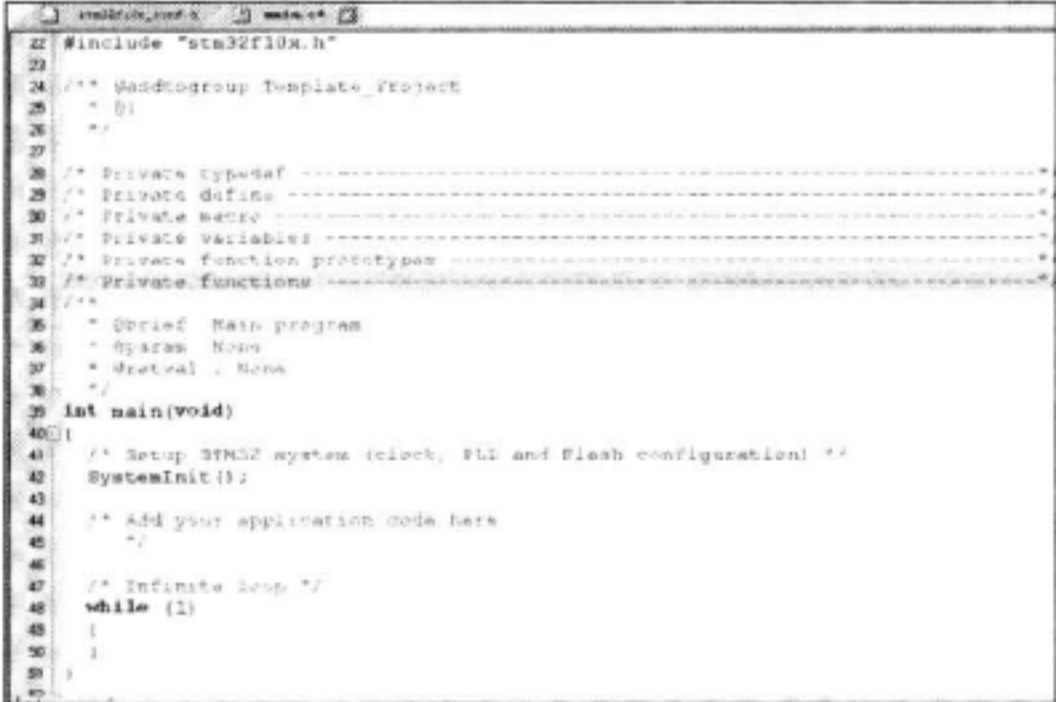 stm32f10x_conf.h main.c*
22 #include "stm32f10x.h"
23
24 /** @addtogroup Template_Project
25 * @{
26 */
27
28 /* Private typedef -----------------------------------------------------------*/
29 /* Private define ------------------------------------------------------------*/
30 /* Private macro -------------------------------------------------------------*/
31 /* Private variables ---------------------------------------------------------*/
32 /* Private function prototypes -----------------------------------------------*/
33 /* Private functions ---------------------------------------------------------*/
34 /**
35 * @brief Main program
36 * @param None
37 * @retval : None
38 */
39 int main(void)
40 {
41 /* Setup STM32 system (clock, PLL and Flash configuration) */
42 SystemInit();
43
44 /* Add your application code here
45 */
46
47 /* Infinite loop */
48 while (1)
49 {
50 }
51 }
52